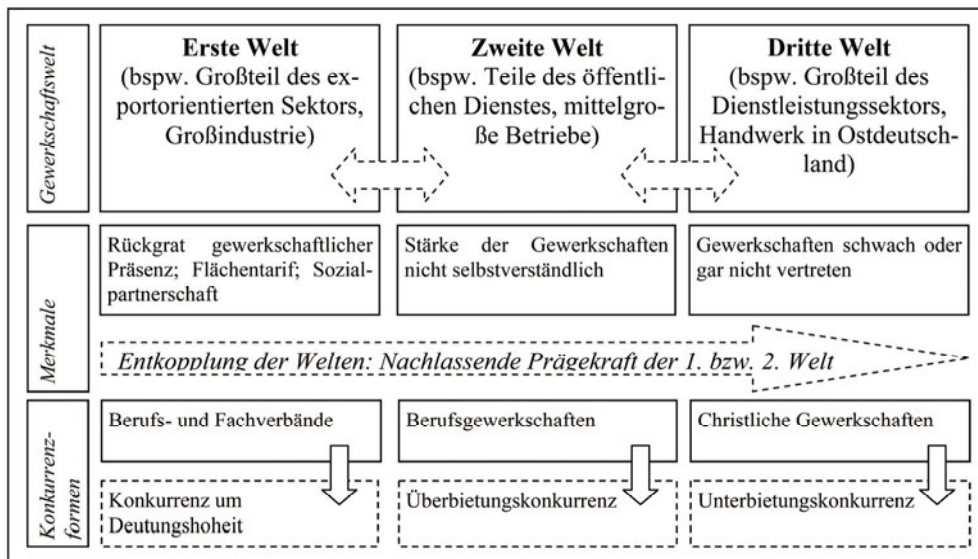 Gewerkschaftswelt
Erste Welt
(bspw. Großteil des ex-
portorientierten Sektors,
Großindustrie)
Zweite Welt
(bspw. Teile des öffentli-
chen Dienstes, mittelgro-
ße Betriebe)
Dritte Welt
(bspw. Großteil des
Dienstleistungssektors,
Handwerk in Ostdeutsch-
land)
Merkmale
Rückgrat gewerkschaftlicher
Präsenz; Flächentarif; Sozial-
partnerschaft
Stärke der Gewerkschaften
nicht selbstverständlich
Gewerkschaften schwach oder
gar nicht vertreten
Entkopplung der Welten: Nachlassende Prägekraft der 1. bzw. 2. Welt
Konkurrenz-
formen
Berufs- und Fachverbände
Berufsgewerkschaften
Christliche Gewerkschaften
Konkurrenz um
Deutungshoheit
Überbietungskonkurrenz
Unterbietungskonkurrenz